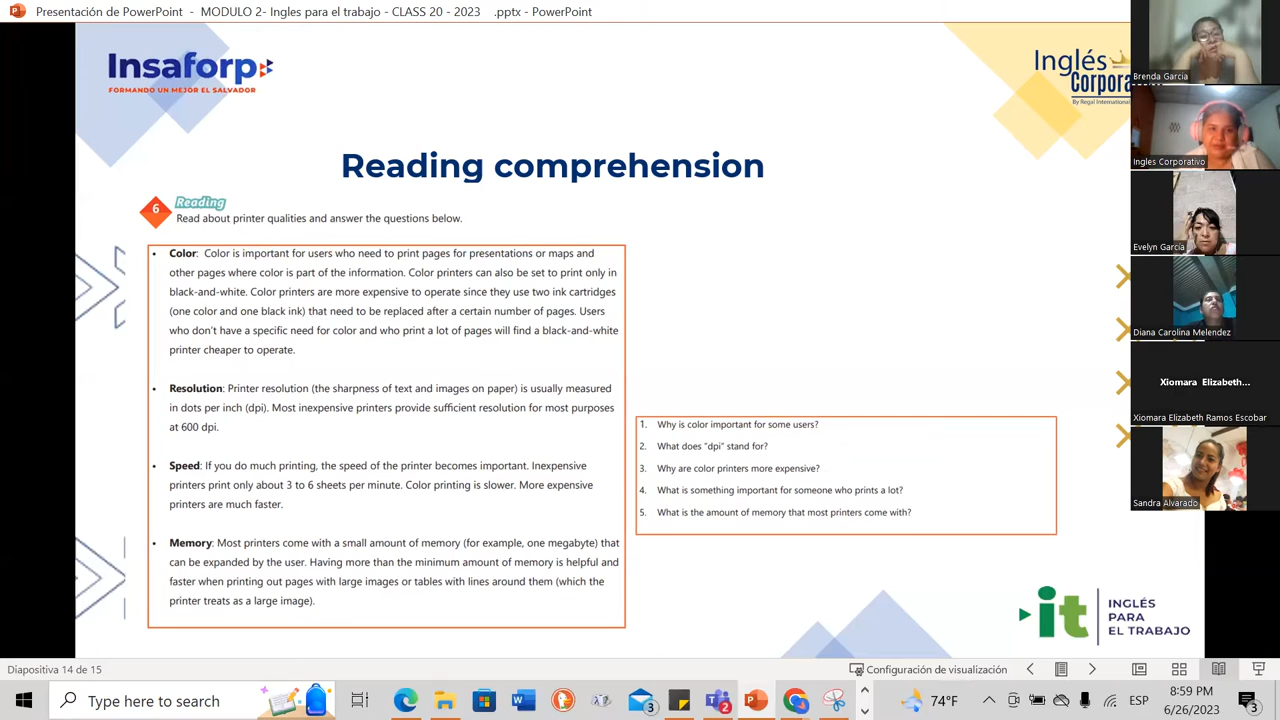 Presentación de PowerPoint - MODULO 2- Ingles para el trabajo - CLASS 20 - 2023 .pptx - PowerPoint
Insaforp
FORMANDO UN MEJOR EL SALVADOR
Inglés
Corpora
By Regal International
Reading comprehension
6
Reading
Read about printer qualities and answer the questions below.
• Color: Color is important for users who need to print pages for presentations or maps and
other pages where color is part of the information. Color printers can also be set to print only in
black-and-white. Color printers are more expensive to operate since they use two ink cartridges
(one color and one black ink) that need to be replaced after a certain number of pages. Users
who don't have a specific need for color and who print a lot of pages will find a black-and-white
printer cheaper to operate.
• Resolution: Printer resolution (the sharpness of text and images on paper) is usually measured
in dots per inch (dpi). Most inexpensive printers provide sufficient resolution for most purposes
at 600 dpi.
• Speed: If you do much printing, the speed of the printer becomes important. Inexpensive
printers print only about 3 to 6 sheets per minute. Color printing is slower. More expensive
printers are much faster.
• Memory: Most printers come with a small amount of memory (for example, one megabyte) that
can be expanded by the user. Having more than the minimum amount of memory is helpful and
faster when printing out pages with large images or tables with lines around them (which the
printer treats as a large image).
1. Why is color important for some users?
2. What does "dpi" stand for?
3. Why are color printers more expensive?
4. What is something important for someone who prints a lot?
5. What is the amount of memory that most printers come with?
it
INGLÉS
PARA
EL TRABAJO
Brenda Garcia
Ingles Corporativo
Evelyn García
Diana Carolina Melendez
Xiomara Elizabeth...
Xiomara Elizabeth Ramos Escobar
Sandra Alvarado
Diapositiva 14 de 15
Configuración de visualización
Type here to search
3
2
74°F
ESP
8:59 PM
6/26/2023
3